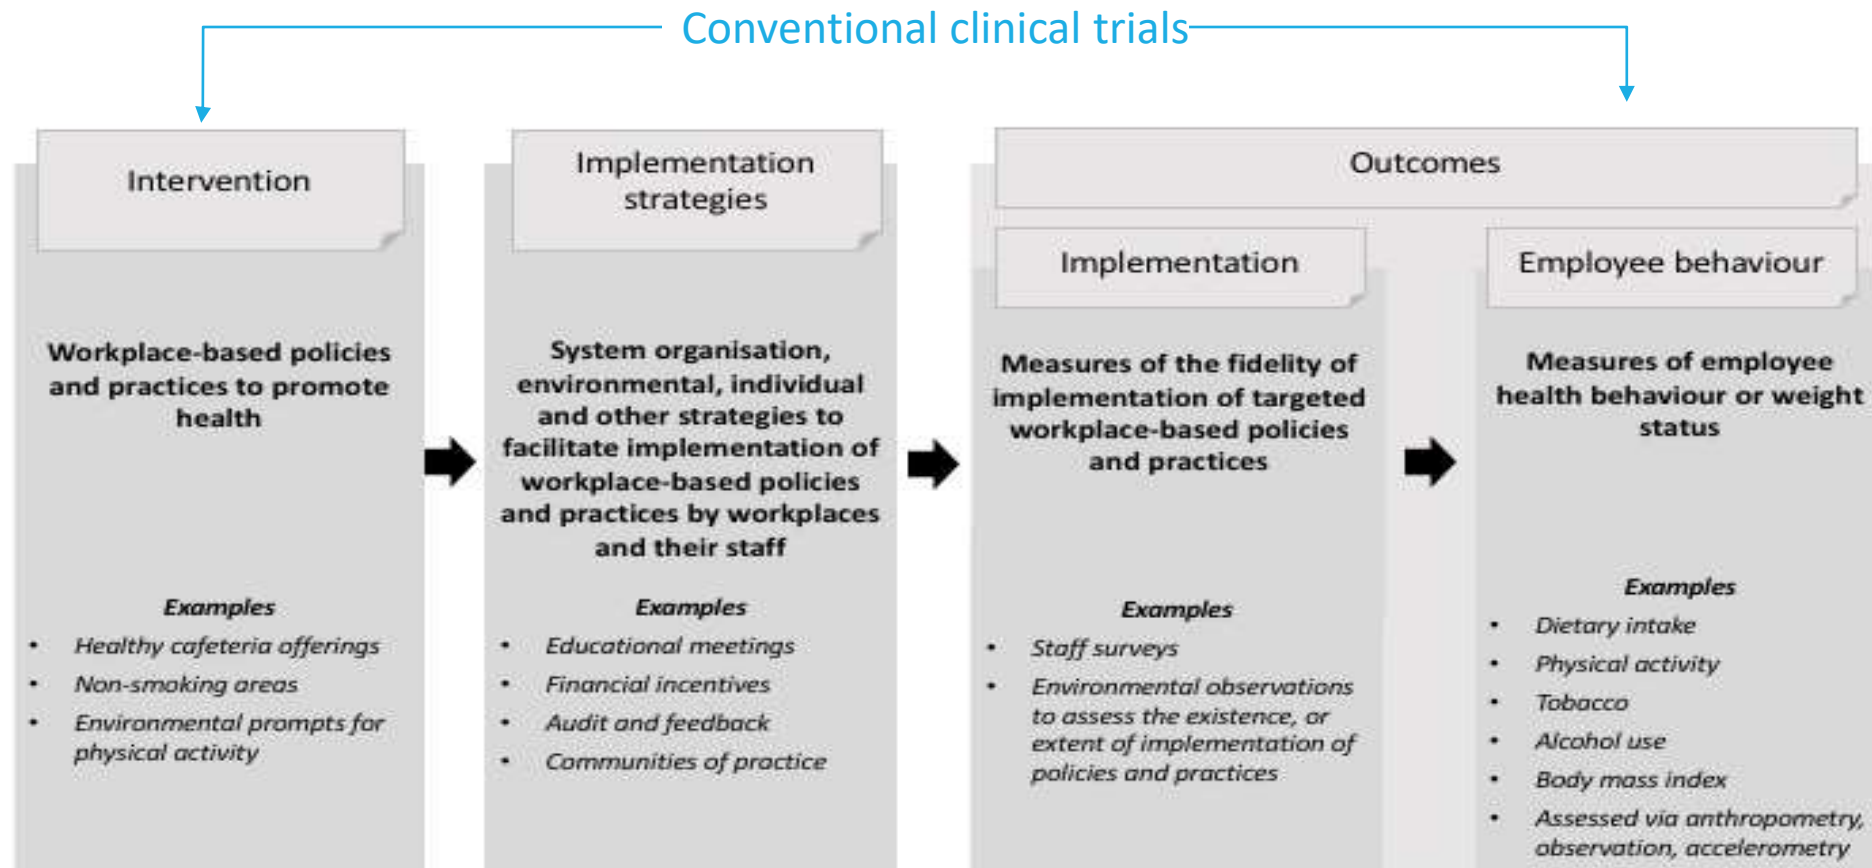 Conventional clinical trials
Intervention
Workplace-based policies
and practices to promote
health
Examples
• Healthy cafeteria offerings
• Non-smoking areas
• Environmental prompts for
physical activity
Implementation
strategies
System organisation,
environmental, individual
and other strategies to
facilitate implementation of
workplace-based policies
and practices by workplaces
and their staff
Examples
• Educational meetings
• Financial incentives
• Audit and feedback
• Communities of practice
Outcomes
Implementation
Measures of the fidelity of
implementation of targeted
workplace-based policies
and practices
Examples
• Staff surveys
• Environmental observations
to assess the existence, or
extent of implementation of
policies and practices
Employee behaviour
Measures of employee
health behaviour or weight
status
Examples
• Dietary intake
• Physical activity
• Tobacco
• Alcohol use
• Body mass index
• Assessed via anthropometry,
observation, accelerometry